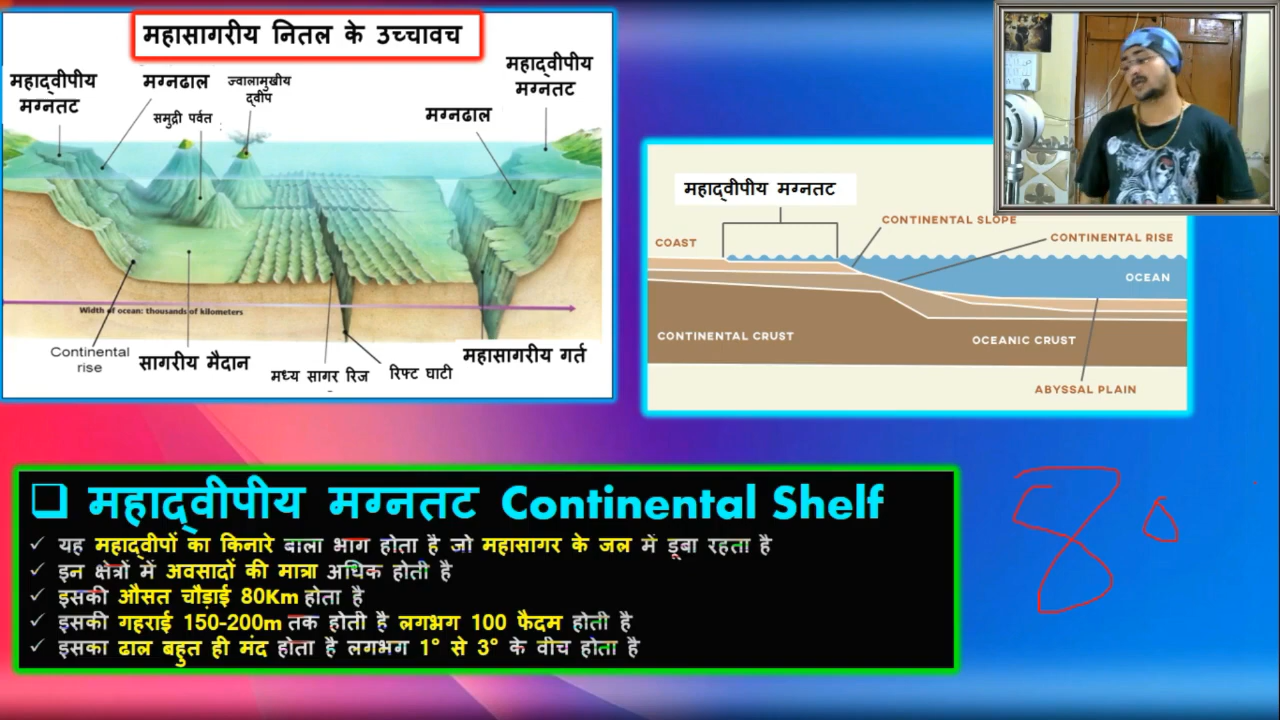 महासागरीय नितल के उच्चावच
महाद्वीपीय
मग्नतट
मग्नढाल
ज्वालामुखीय
द्वीप
समुद्री पर्वत
मग्नढाल
महाद्वीपीय
मग्नतट
Width of ocean: thousands of kilometers
Continental
rise
सागरीय मैदान
मध्य सागर रिज
रिफ्ट घाटी
महासागरीय गर्त
महाद्वीपीय मग्नतट
CONTINENTAL SLOPE
COAST
CONTINENTAL RISE
OCEAN
CONTINENTAL CRUST
OCEANIC CRUST
ABYSSAL PLAIN
महाद्वीपीय मग्नतट Continental Shelf
✓ यह महाद्वीपों का किनारे बाला भाग होता है जो महासागर के जल में डूबा रहता है
✓ इन क्षेत्रों में अवसादों की मात्रा अधिक होती है
✓ इसकी औसत चौड़ाई 80Km होता है
✓ इसकी गहराई 150-200m तक होती है लगभग 100 फैदम होती है
✓ इसका ढाल बहुत ही मंद होता है लगभग 1° से 3° के वीच होता है
8°